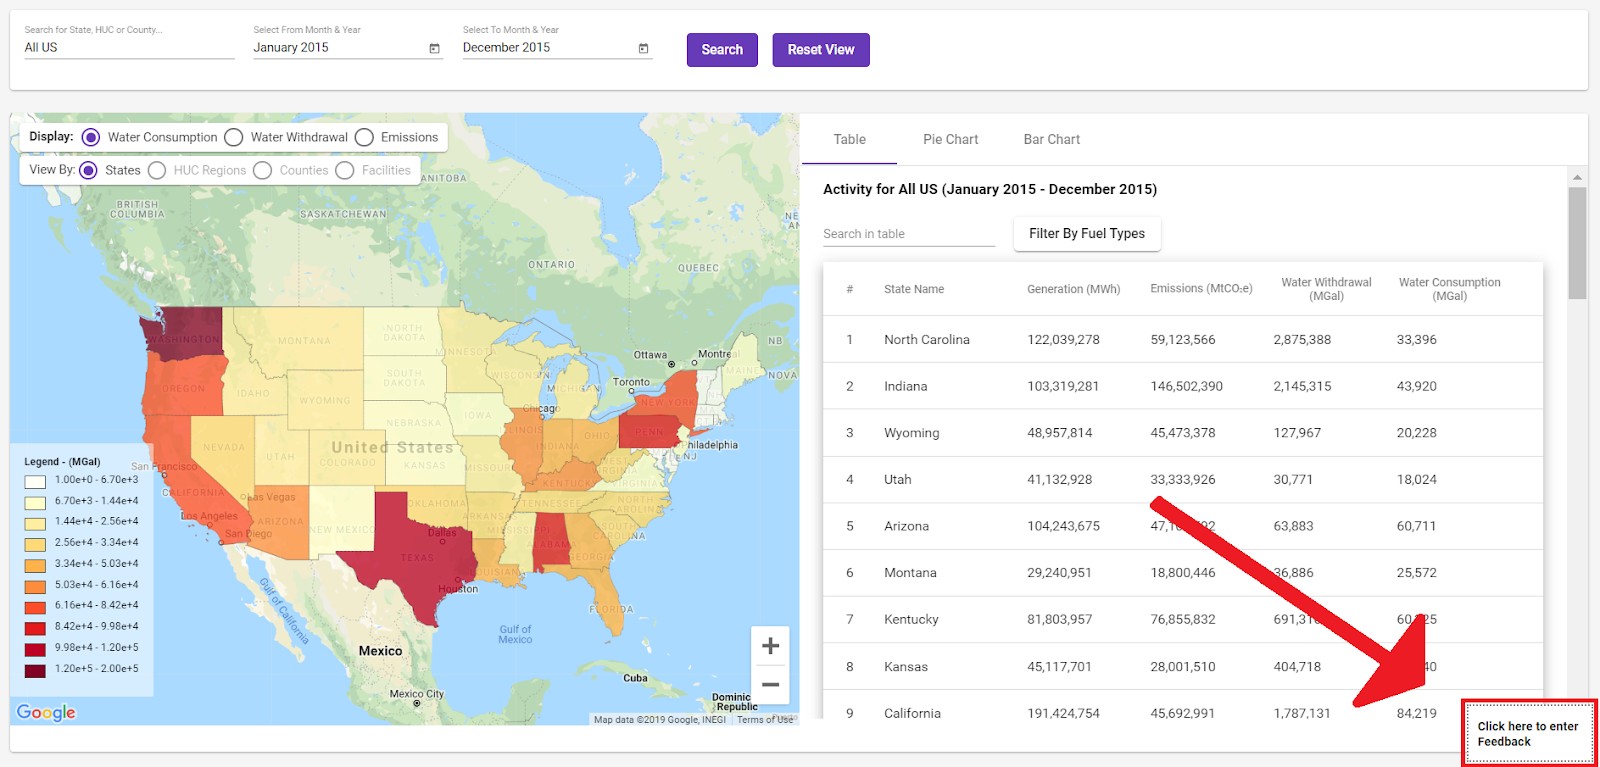 Search for State, HUC or County...
All US
Select From Month & Year
January 2015
Select To Month & Year
December 2015
Search
Reset View
Display: Water Consumption Water Withdrawal Emissions
View By: States HUC Regions Counties Facilities
ANITOBA
BRITISH
COLUMBIA
SASKATCHEWAN
ONTARIO
QUEBEC
NB
NOVA
WASHINGTON
MONTANA
NORTH
DAKOTA
MINNESOTA
Ottawa
Montreal
MAINE
OREGON
IDAHO
SOUTH
DAKOTA
WISCONSIN
MICHIGAN
Toronto
WYOMING
NEW YORK
Chicago
IOWA
NEBRASKA
ILLINOIS
INDIANA
OHIO
PENN
Philadelphia
NJ
NEVADA
UTAH
COLORADO
United States
KANSAS
MISSOURI
WEST
VIRGINIA
KENTUCKY
VIRGINIA
San Francisco
CALIFORNIA
Las Vegas
Los Angeles
San Diego
ARIZONA
NEW MEXICO
OKLAHOMA
ARKANSAS
TENNESSEE
NORTH
CAROLINA
SOUTH
CAROLINA
MISSISSIPPI
ALABAMA
GEORGIA
Dallas
TEXAS
LOUISIANA
Houston
FLORIDA
Gulf of California
Gulf of
Mexico
Mexico
Mexico City
Cuba
Dominic
Republic
Legend - (MGal)
1.00e+0 - 6.70e+3
6.70e+3 - 1.44e+4
1.44e+4 - 2.56e+4
2.56e+4 - 3.34e+4
3.34e+4 - 5.03e+4
5.03e+4 - 6.16e+4
6.16e+4 - 8.42e+4
8.42e+4 - 9.98e+4
9.98e+4 - 1.20e+5
1.20e+5 - 2.00e+5
Google
Map data ©2019 Google, INEGI Terms of Use
Table Pie Chart Bar Chart
Activity for All US (January 2015 - December 2015)
Search in table
Filter By Fuel Types
# State Name Generation (MWh) Emissions (MtCO₂e) Water Withdrawal (MGal) Water Consumption (MGal)
1 North Carolina 122,039,278 59,123,566 2,875,388 33,396
2 Indiana 103,319,281 146,502,390 2,145,315 43,920
3 Wyoming 48,957,814 45,473,378 127,967 20,228
4 Utah 41,132,928 33,333,926 30,771 18,024
5 Arizona 104,243,675 63,883 60,711
6 Montana 29,240,951 18,800,446 36,886 25,572
7 Kentucky 81,803,957 76,855,832
8 Kansas 45,117,701 28,001,510 404,718
9 California 191,424,754 45,692,991 1,787,131 84,219
Click here to enter
Feedback